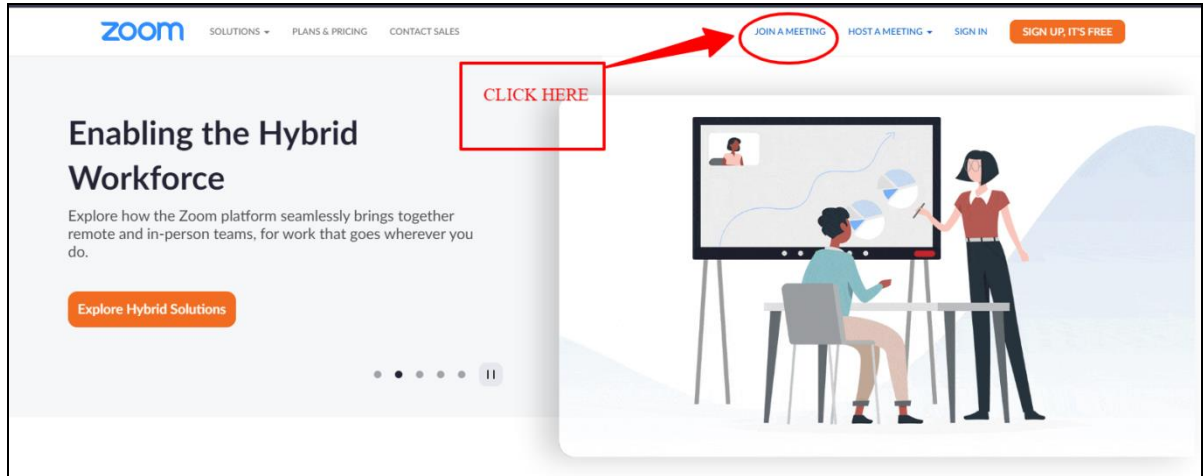 zoom SOLUTIONS PLANS & PRICING CONTACT SALES JOIN A MEETING HOST A MEETING SIGN IN SIGN UP, IT'S FREE
CLICK HERE
Enabling the Hybrid
Workforce
Explore how the Zoom platform seamlessly brings together
remote and in-person teams, for work that goes wherever you
do.
Explore Hybrid Solutions